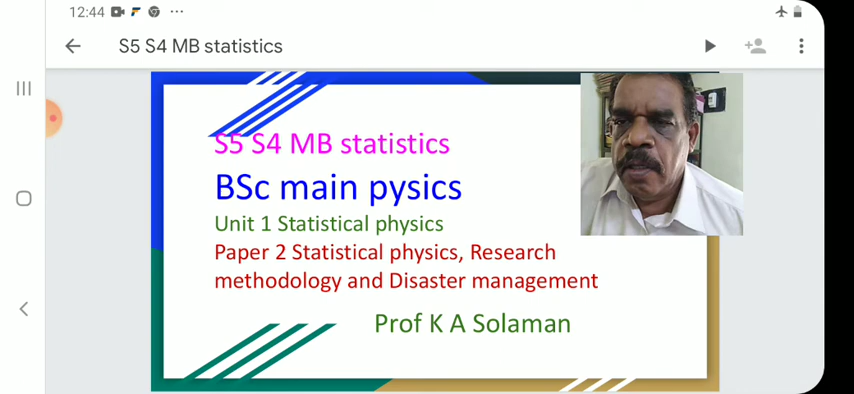 12:44
S5 S4 MB statistics
S5 S4 MB statistics
BSc main pysics
Unit 1 Statistical physics
Paper 2 Statistical physics, Research
methodology and Disaster management
Prof K A Solaman